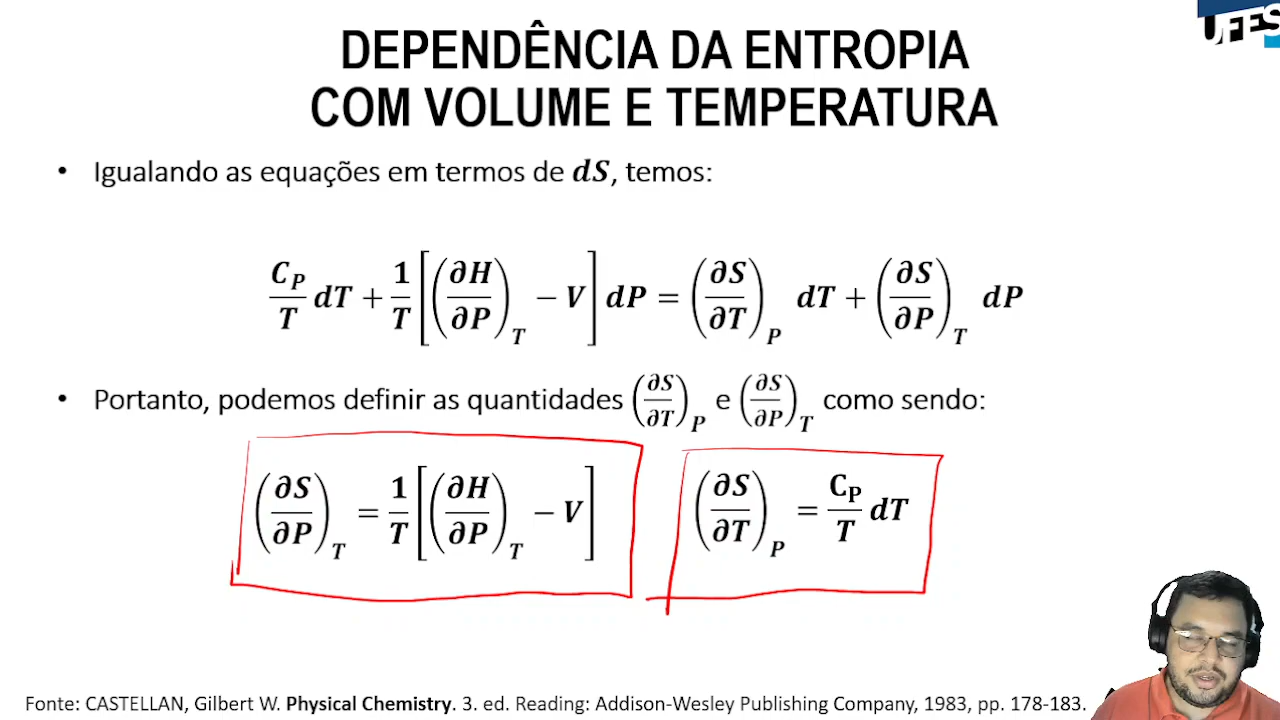 UFES
DEPENDÊNCIA DA ENTROPIA
COM VOLUME E TEMPERATURA
• Igualando as equações em termos de dS, temos:
C_P/T dT + 1/T [(∂H/∂P)_T − V] dP = (∂S/∂T)_P dT + (∂S/∂P)_T dP
• Portanto, podemos definir as quantidades (∂S/∂T)_P e (∂S/∂P)_T como sendo:
(∂S/∂P)_T = 1/T [(∂H/∂P)_T − V] (∂S/∂T)_P = C_P/T dT
Fonte: CASTELLAN, Gilbert W. Physical Chemistry. 3. ed. Reading: Addison-Wesley Publishing Company, 1983, pp. 178-183.